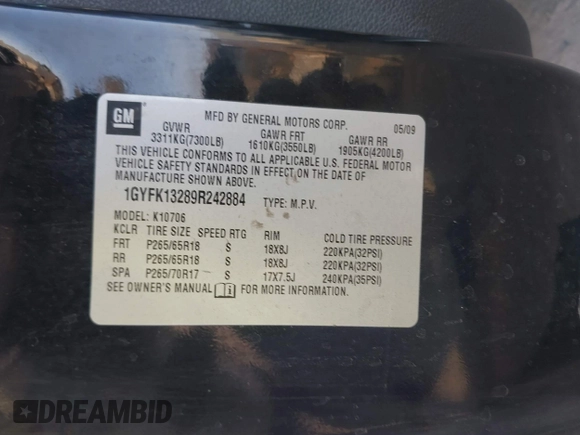 GM
MFD BY GENERAL MOTORS CORP. 05/09
GVWR GAWR FRT GAWR RR
3311KG(7300LB) 1610KG(3550LB) 1905KG(4200LB)
THIS VEHICLE CONFORMS TO ALL APPLICABLE U.S. FEDERAL MOTOR
VEHICLE SAFETY STANDARDS IN EFFECT ON THE DATE OF
MANUFACTURE SHOWN ABOVE.
1GYFK13289R242884 TYPE: M.P.V.
MODEL: K10706
KCLR TIRE SIZE SPEED RTG RIM COLD TIRE PRESSURE
FRT P265/65R18 S 18X8J 220KPA(32PSI)
RR P265/65R18 S 18X8J 220KPA(32PSI)
SPA P265/70R17 S 17X7.5J 240KPA(35PSI)
SEE OWNER'S MANUAL FOR MORE INFORMATION.
DREAMBID